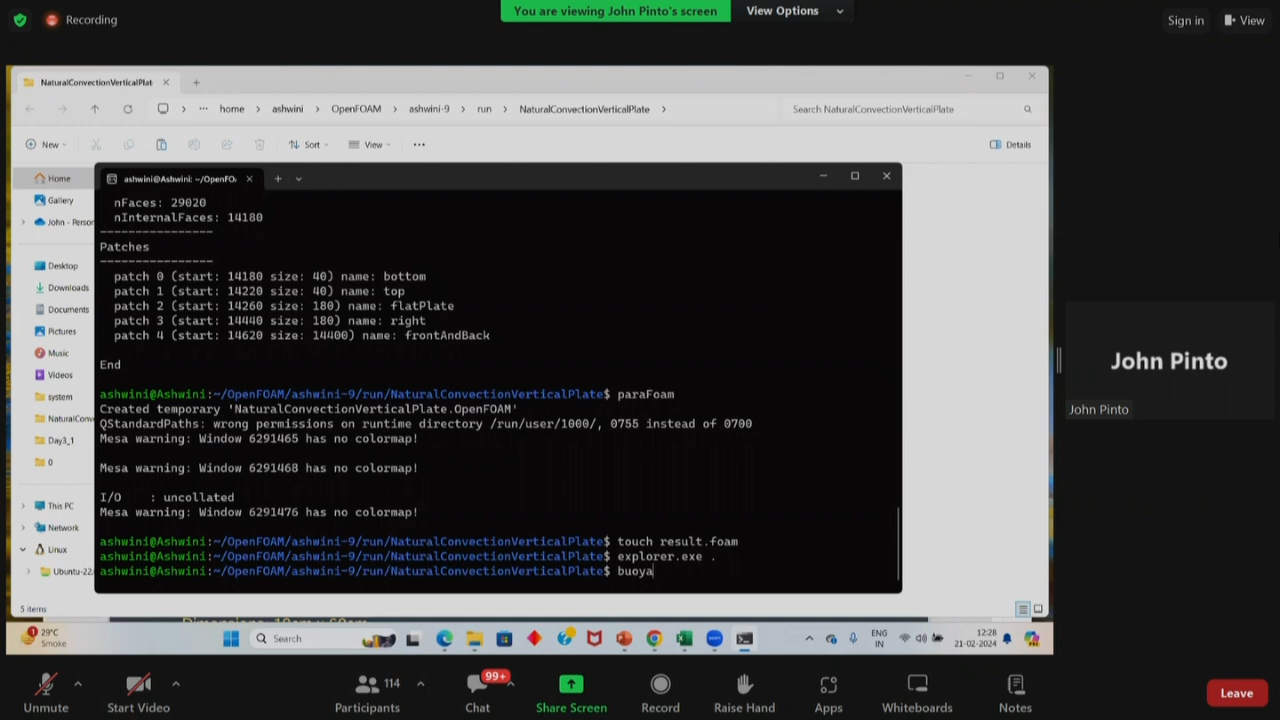 You are viewing John Pinto's screen
View Options
Recording
Sign in
View
NaturalConvectionVerticalPlat
home > ashwini > OpenFOAM > ashwini-9 > run > NaturalConvectionVerticalPlate >
Search NaturalConvectionVerticalPlate
New
Sort
View
Details
Home
Gallery
John - Person
Desktop
Downloads
Documents
Pictures
Music
Videos
system
NaturalConv
Day3_1
0
This PC
Network
Linux
Ubuntu-22.
5 items
ashwini@Ashwini: ~/OpenFO
nFaces: 29020
nInternalFaces: 14180
----------------
Patches
----------------
patch 0 (start: 14180 size: 40) name: bottom
patch 1 (start: 14220 size: 40) name: top
patch 2 (start: 14260 size: 180) name: flatPlate
patch 3 (start: 14440 size: 180) name: right
patch 4 (start: 14620 size: 14400) name: frontAndBack
End
ashwini@Ashwini:~/OpenFOAM/ashwini-9/run/NaturalConvectionVerticalPlate$ paraFoam
Created temporary 'NaturalConvectionVerticalPlate.OpenFOAM'
QStandardPaths: wrong permissions on runtime directory /run/user/1000/, 0755 instead of 0700
Mesa warning: Window 6291465 has no colormap!
Mesa warning: Window 6291468 has no colormap!
I/O    : uncollated
Mesa warning: Window 6291476 has no colormap!
ashwini@Ashwini:~/OpenFOAM/ashwini-9/run/NaturalConvectionVerticalPlate$ touch result.foam
ashwini@Ashwini:~/OpenFOAM/ashwini-9/run/NaturalConvectionVerticalPlate$ explorer.exe .
ashwini@Ashwini:~/OpenFOAM/ashwini-9/run/NaturalConvectionVerticalPlate$ buoya
1
29°C
Smoke
Search
ENG
IN
12:28
21-02-2024
John Pinto
John Pinto
Unmute
Start Video
114
Participants
99+
Chat
Share Screen
Record
Raise Hand
Apps
Whiteboards
Notes
Leave